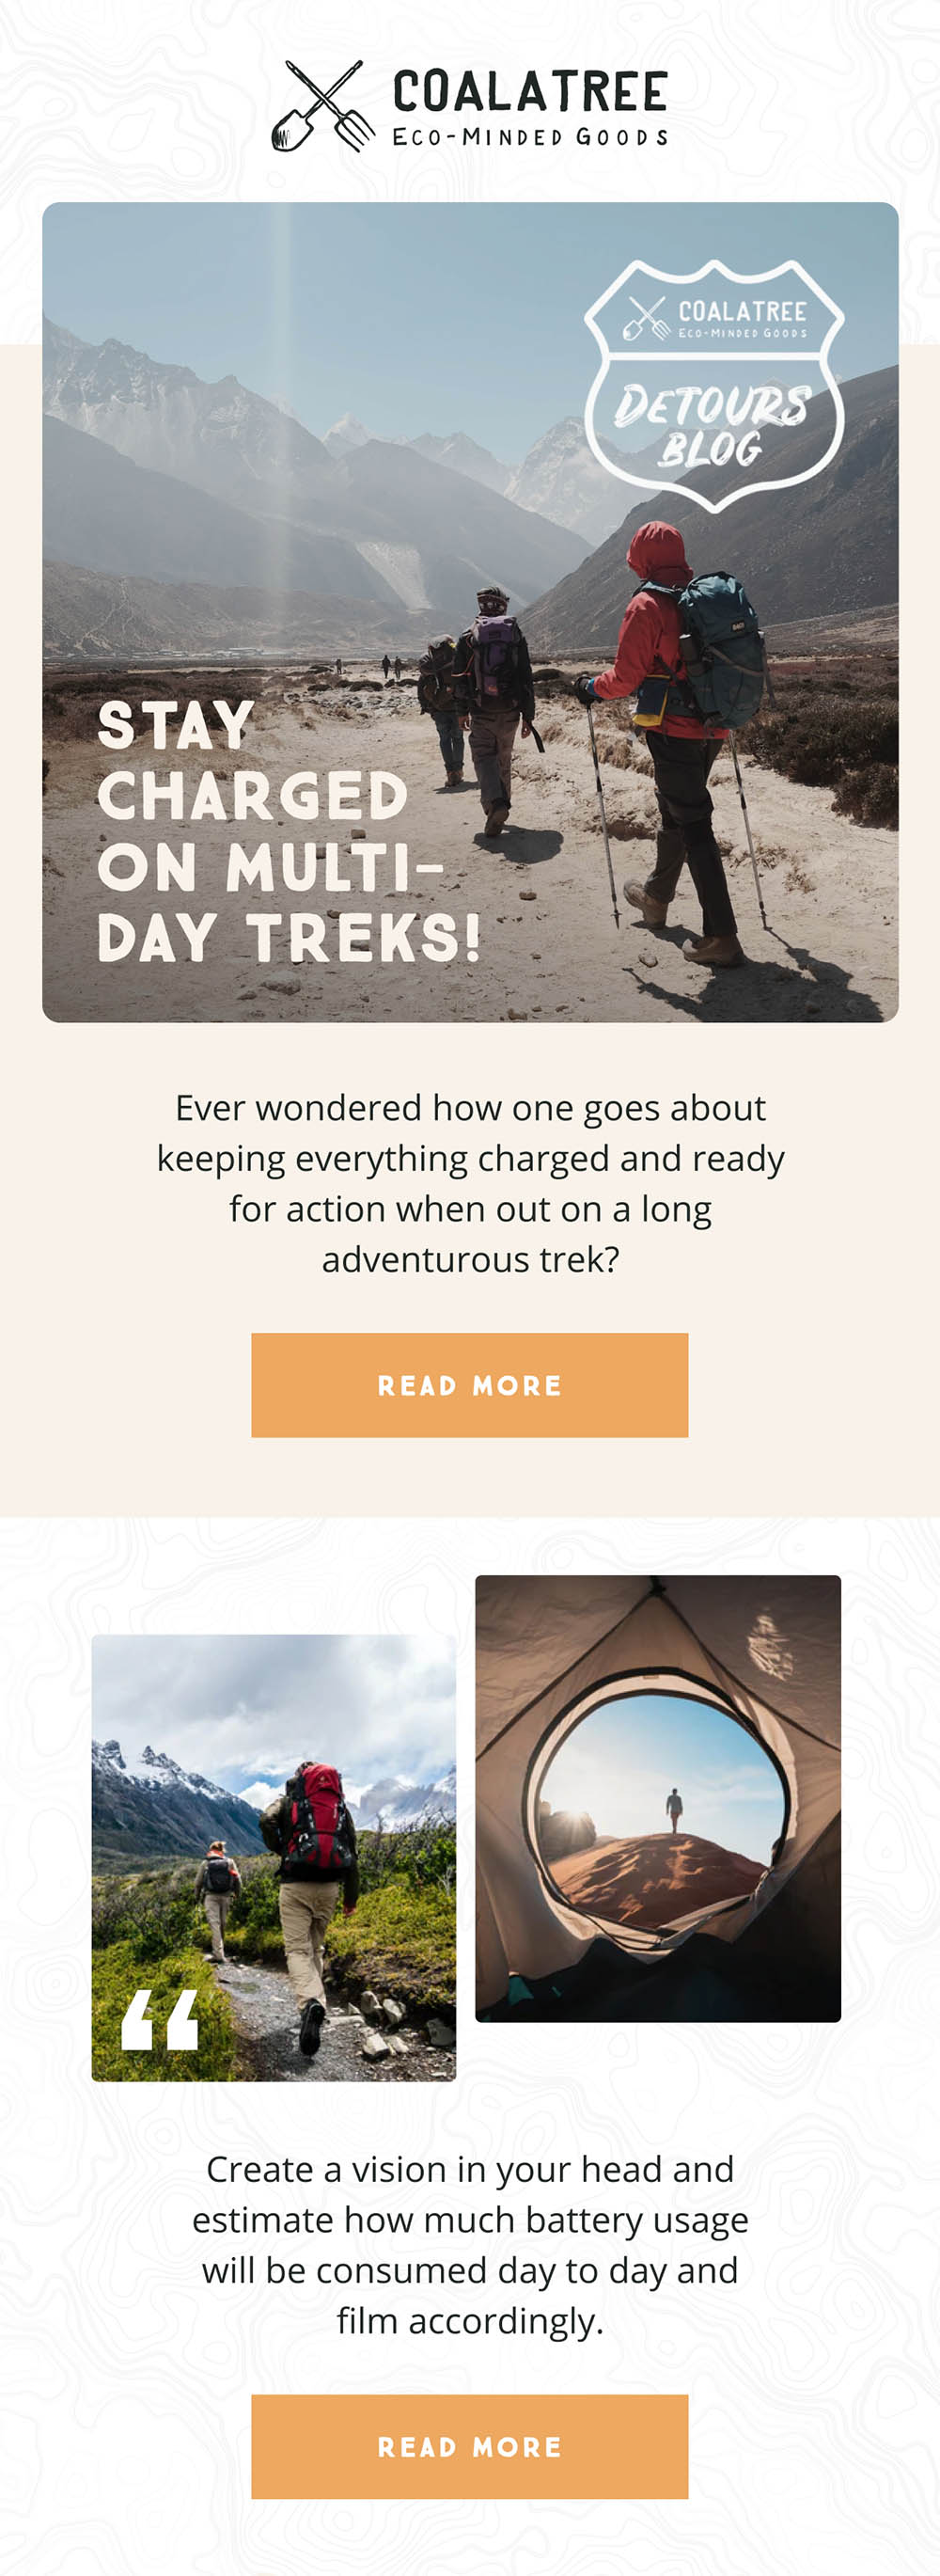 COALATREE
ECO-MINDED GOODS
COALATREE
ECO-MINDED GOODS
DETOURS
BLOG
STAY
CHARGED
ON MULTI-
DAY TREKS!
Ever wondered how one goes about
keeping everything charged and ready
for action when out on a long
adventurous trek?
READ MORE
“
Create a vision in your head and
estimate how much battery usage
will be consumed day to day and
film accordingly.
READ MORE